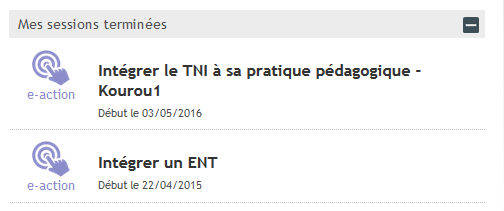 Mes sessions terminées
Intégrer le TNI à sa pratique pédagogique -
Kourou1
e-action
Début le 03/05/2016
Intégrer un ENT
e-action
Début le 22/04/2015